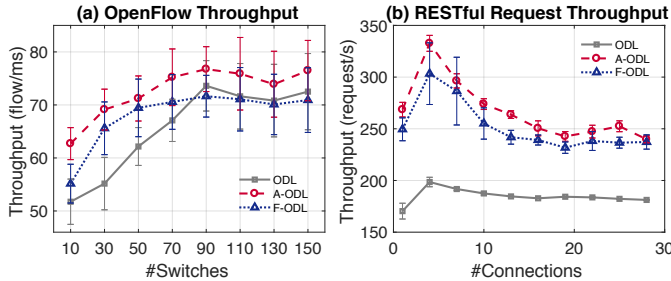 (a) OpenFlow Throughput
Throughput (flow/ms)
80
70
60
50
ODL
A-ODL
F-ODL
10 30 50 70 90 110 130 150
#Switches
(b) RESTful Request Throughput
Throughput (request/s)
350
300
250
200
150
ODL
A-ODL
F-ODL
0 10 20 30
#Connections